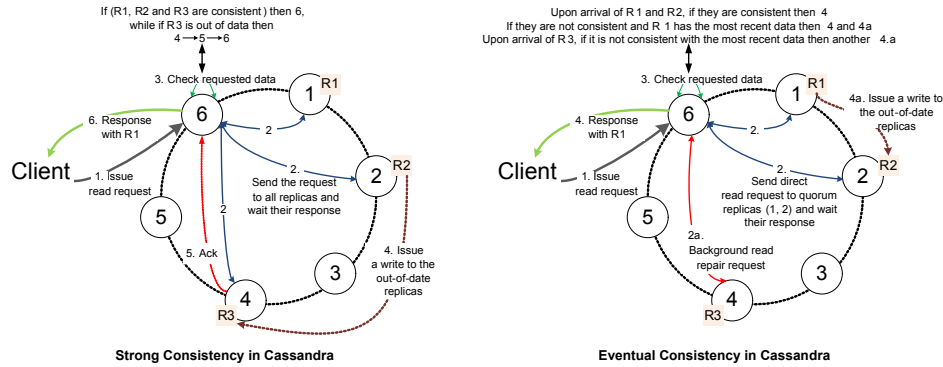 If (R1, R2 and R3 are consistent) then 6,
while if R3 is out of data then
4 → 5 → 6
3. Check requested data
R1
1
6
6. Response
with R1
2.
Client
1. Issue
read request
2.
R2
2
Send the request
to all replicas and
wait their response
5
2
5. Ack
4. Issue
a write to the
out-of-date
replicas
3
4
R3
Strong Consistency in Cassandra
Upon arrival of R1 and R2, if they are consistent then 4
If they are not consistent and R1 has the most recent data then 4 and 4a
Upon arrival of R3, if it is not consistent with the most recent data then another 4.a
3. Check requested data
R1
1
4a. Issue a write to
the out-of-date
replicas
6
4. Response
with R1
2.
Client
1. Issue
read request
2.
2
R2
Send direct
read request to quorum
replicas (1, 2) and wait
their response
5
2a.
Background read
repair request
3
4
R3
Eventual Consistency in Cassandra